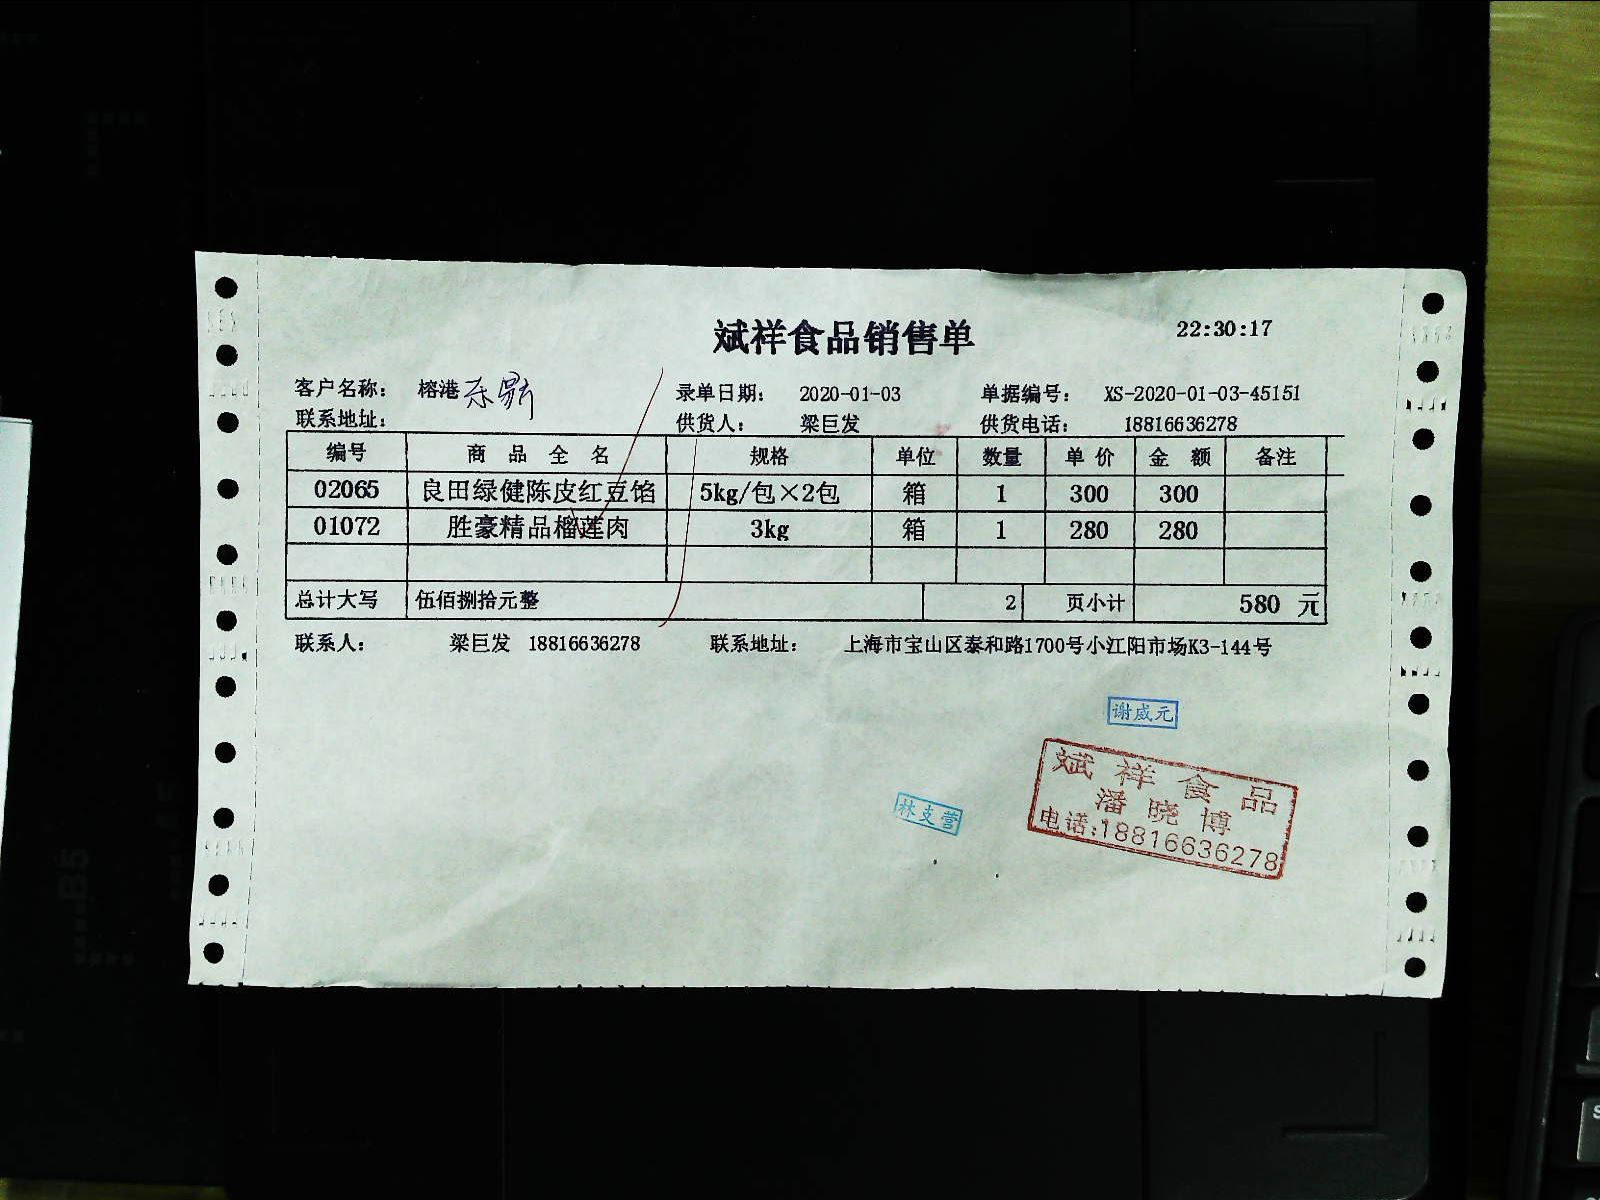 斌祥食品销售单 22:30:17
客户名称： 榕港 录单日期： 2020-01-03 单据编号： XS-2020-01-03-45151
联系地址： 供货人： 梁巨发 供货电话： 18816636278
编号 商品全名 规格 单位 数量 单价 金额 备注
02065 良田绿健陈皮红豆馅 5kg/包×2包 箱 1 300 300
01072 胜豪精品榴莲肉 3kg 箱 1 280 280
总计大写 伍佰捌拾元整 2 页小计 580 元
联系人： 梁巨发 18816636278 联系地址： 上海市宝山区泰和路1700号小江阳市场K3-144号
谢成元
斌祥食品
潘晓博
电话:18816636278
林支营
B5